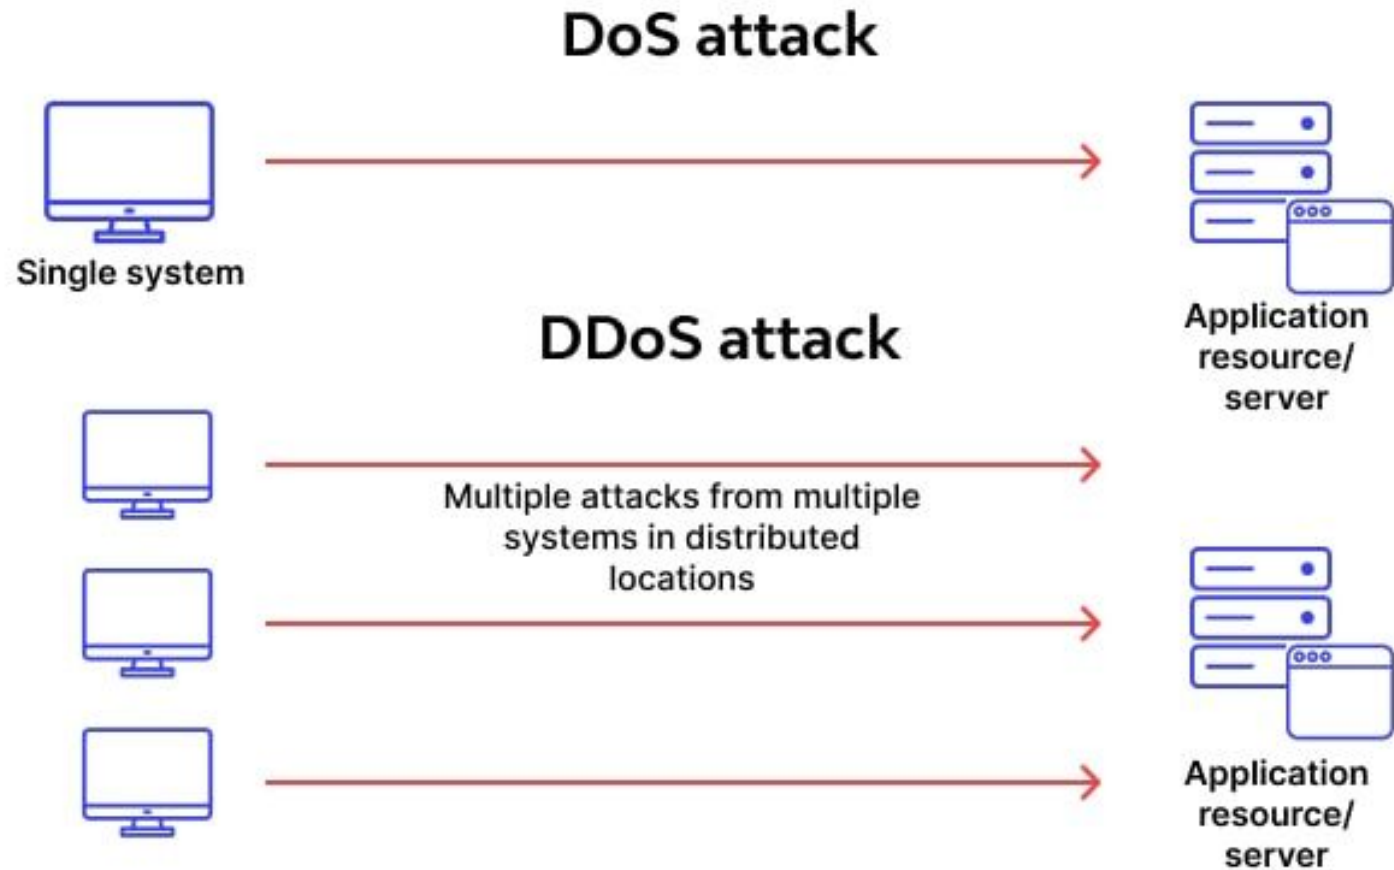 DoS attack
Single system
Application
resource/
server
DDoS attack
Multiple attacks from multiple
systems in distributed
locations
Application
resource/
server